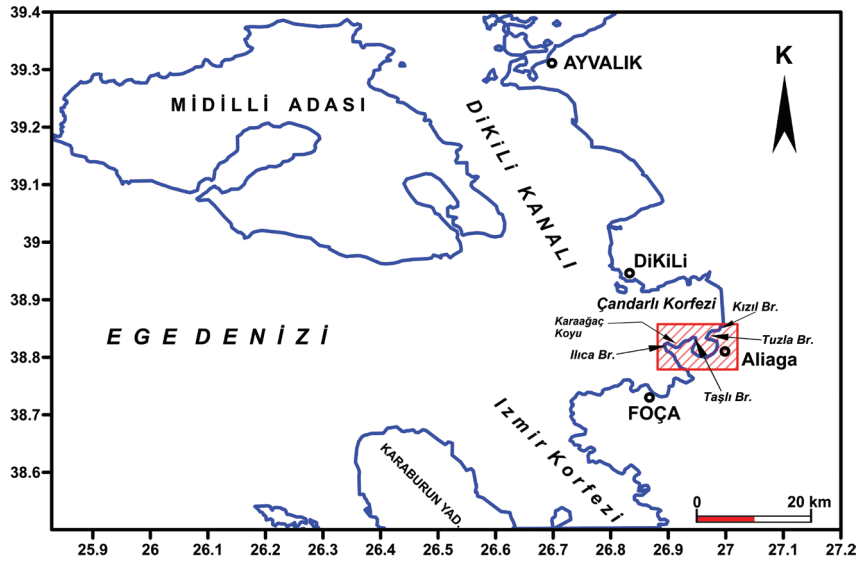 39.4
39.3
39.2
39.1
39
38.9
38.8
38.7
38.6
AYVALIK
K
MİDİLLİ ADASI
DiKiLi KANALI
DiKiLi
Çandarlı Korfezi
Kızıl Br.
Karaağaç
Koyu
Tuzla Br.
EGE DENİZİ
Ilıca Br.
Aliaga
Taşlı Br.
FOÇA
Izmir Korfezi
KARABURUN YAD.
0 20 km
25.9 26 26.1 26.2 26.3 26.4 26.5 26.6 26.7 26.8 26.9 27 27.1 27.2